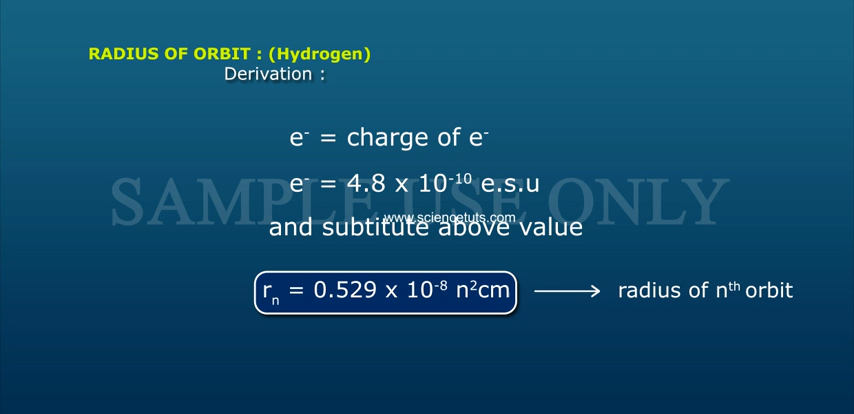 RADIUS OF ORBIT : (Hydrogen)
Derivation :
e⁻ = charge of e⁻
e⁻ = 4.8 x 10⁻¹⁰ e.s.u
SAMPLE USE ONLY
www.sciencetuts.com
and subtitute above value
rₙ = 0.529 x 10⁻⁸ n²cm → radius of nᵗʰ orbit